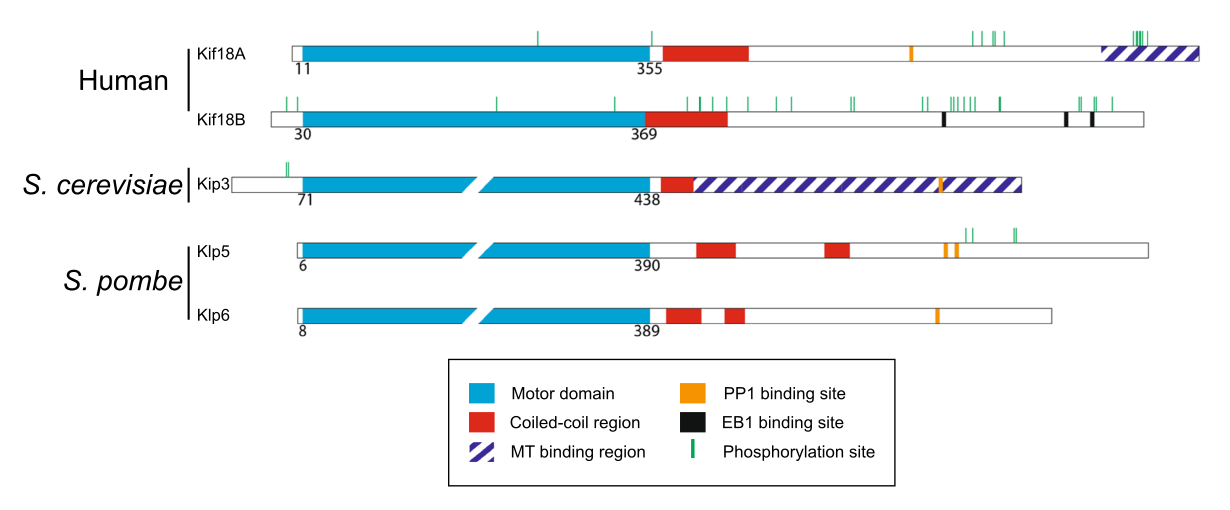 Human
Kif18A
11 355
Kif18B
30 369
S. cerevisiae
Kip3
71 438
S. pombe
Klp5
6 390
Klp6
8 389
Motor domain
PP1 binding site
Coiled-coil region
EB1 binding site
MT binding region
Phosphorylation site